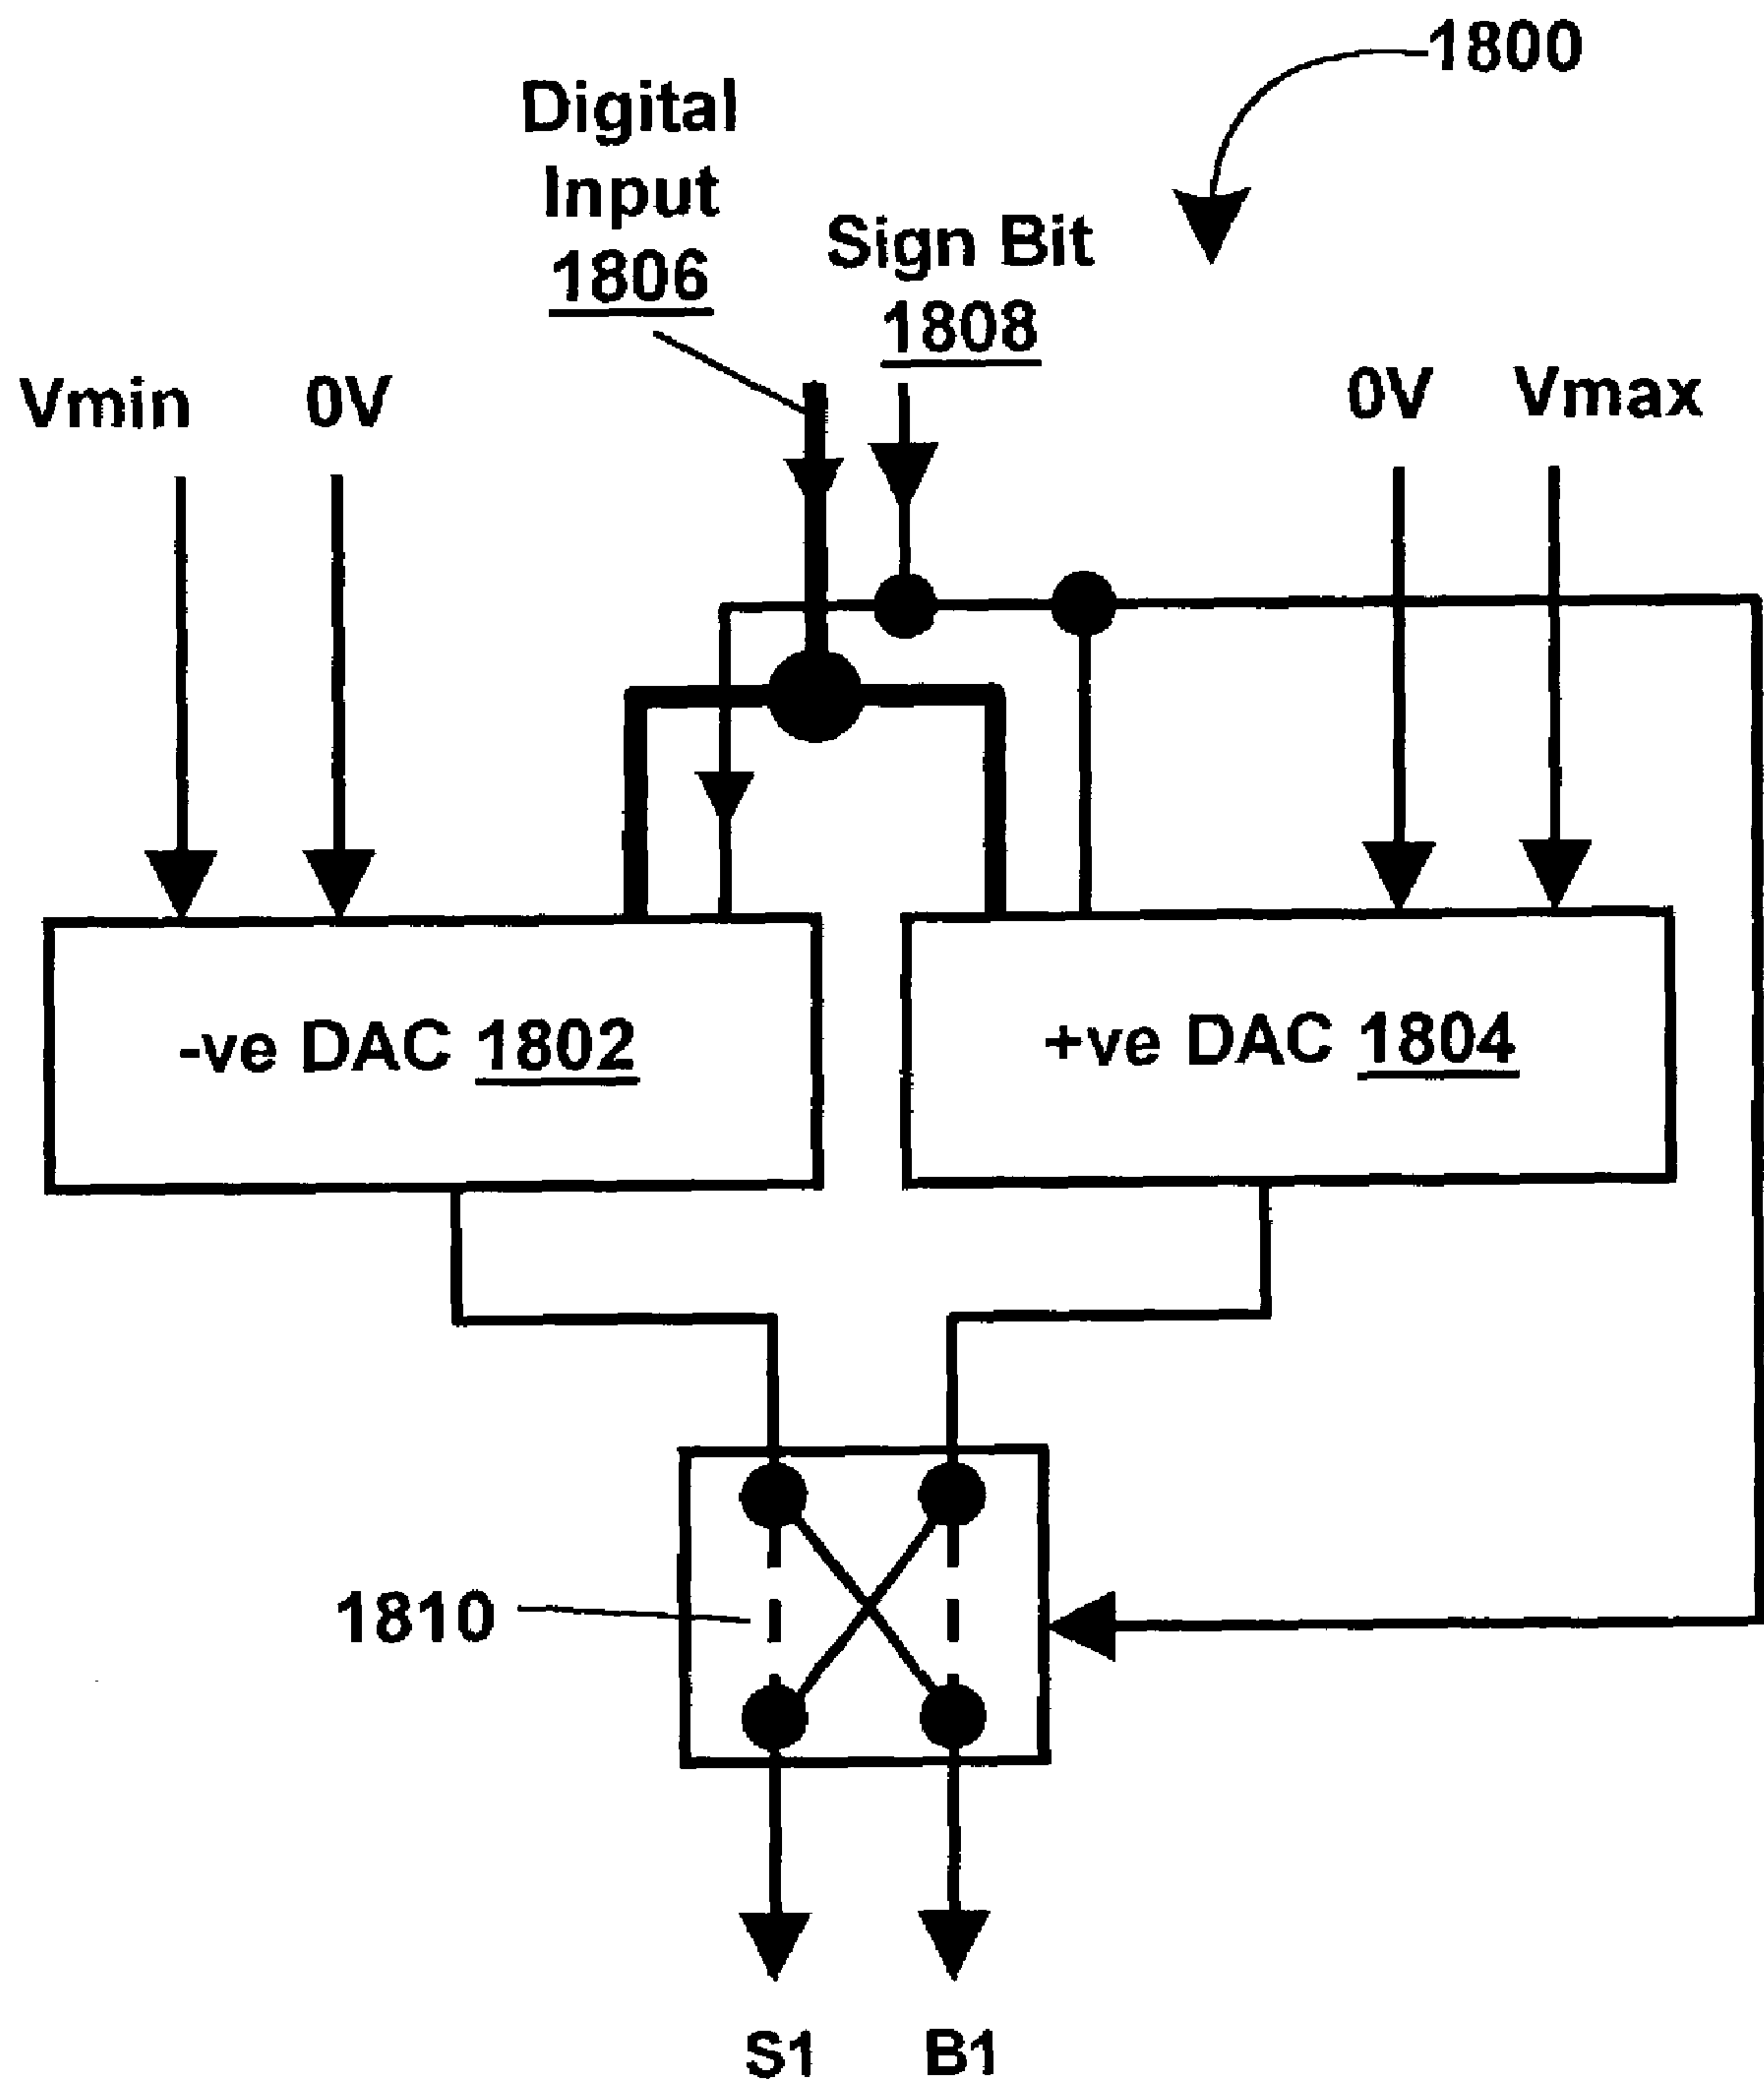 1800
Digital
Input
1806
Sign Bit
1808
Vmin
0V
0V
Vmax
-ve DAC 1802
+ve DAC 1804
1810
S1
B1